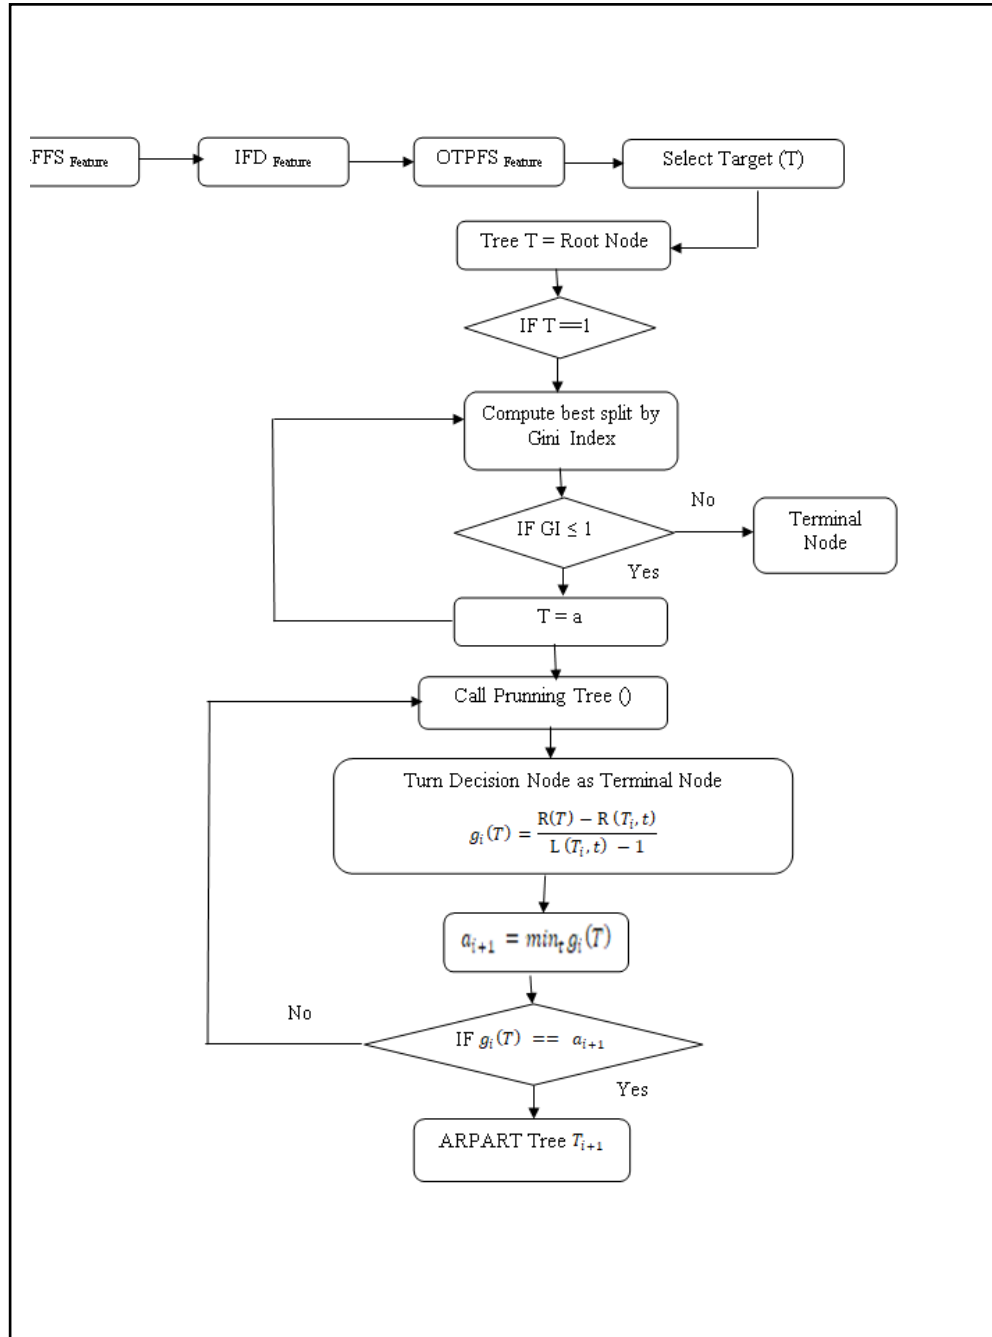 FFS Feature
IFD Feature
OTPFS Feature
Select Target (T)
Tree T = Root Node
IF T ==1
Compute best split by
Gini Index
No
IF GI ≤ 1
Terminal
Node
Yes
T = a
Call Prunning Tree ()
Turn Decision Node as Terminal Node
g_i(T) = \frac{R(T) − R (T_i, t)}{L (T_i, t) − 1}
a_{i+1} = min_t g_i(T)
No
IF g_i(T) == a_{i+1}
Yes
ARPART Tree T_{i+1}